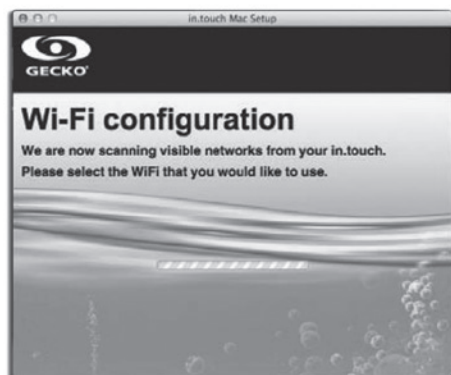 in.touch Mac Setup
GECKO
Wi-Fi configuration
We are now scanning visible networks from your in.touch.
Please select the WiFi that you would like to use.